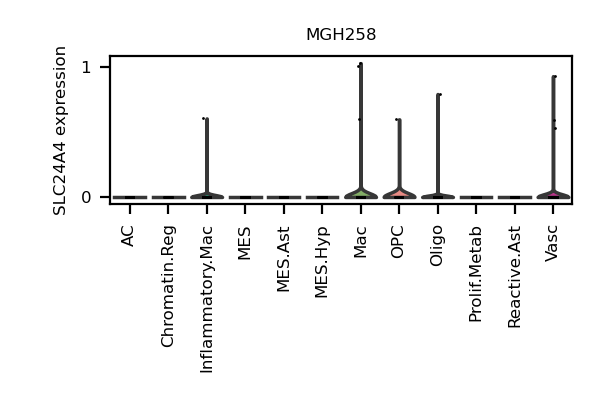 MGH258
SLC24A4 expression
1
0
AC
Chromatin.Reg
Inflammatory.Mac
MES
MES.Ast
MES.Hyp
Mac
OPC
Oligo
Prolif.Metab
Reactive.Ast
Vasc